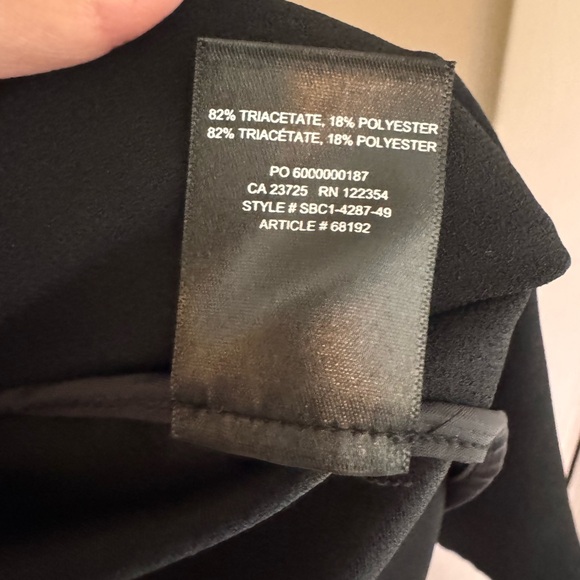 82% TRIACETATE, 18% POLYESTER
82% TRIACÉTATE, 18% POLYESTER
PO 6000000187
CA 23725 RN 122354
STYLE # SBC1-4287-49
ARTICLE # 68192